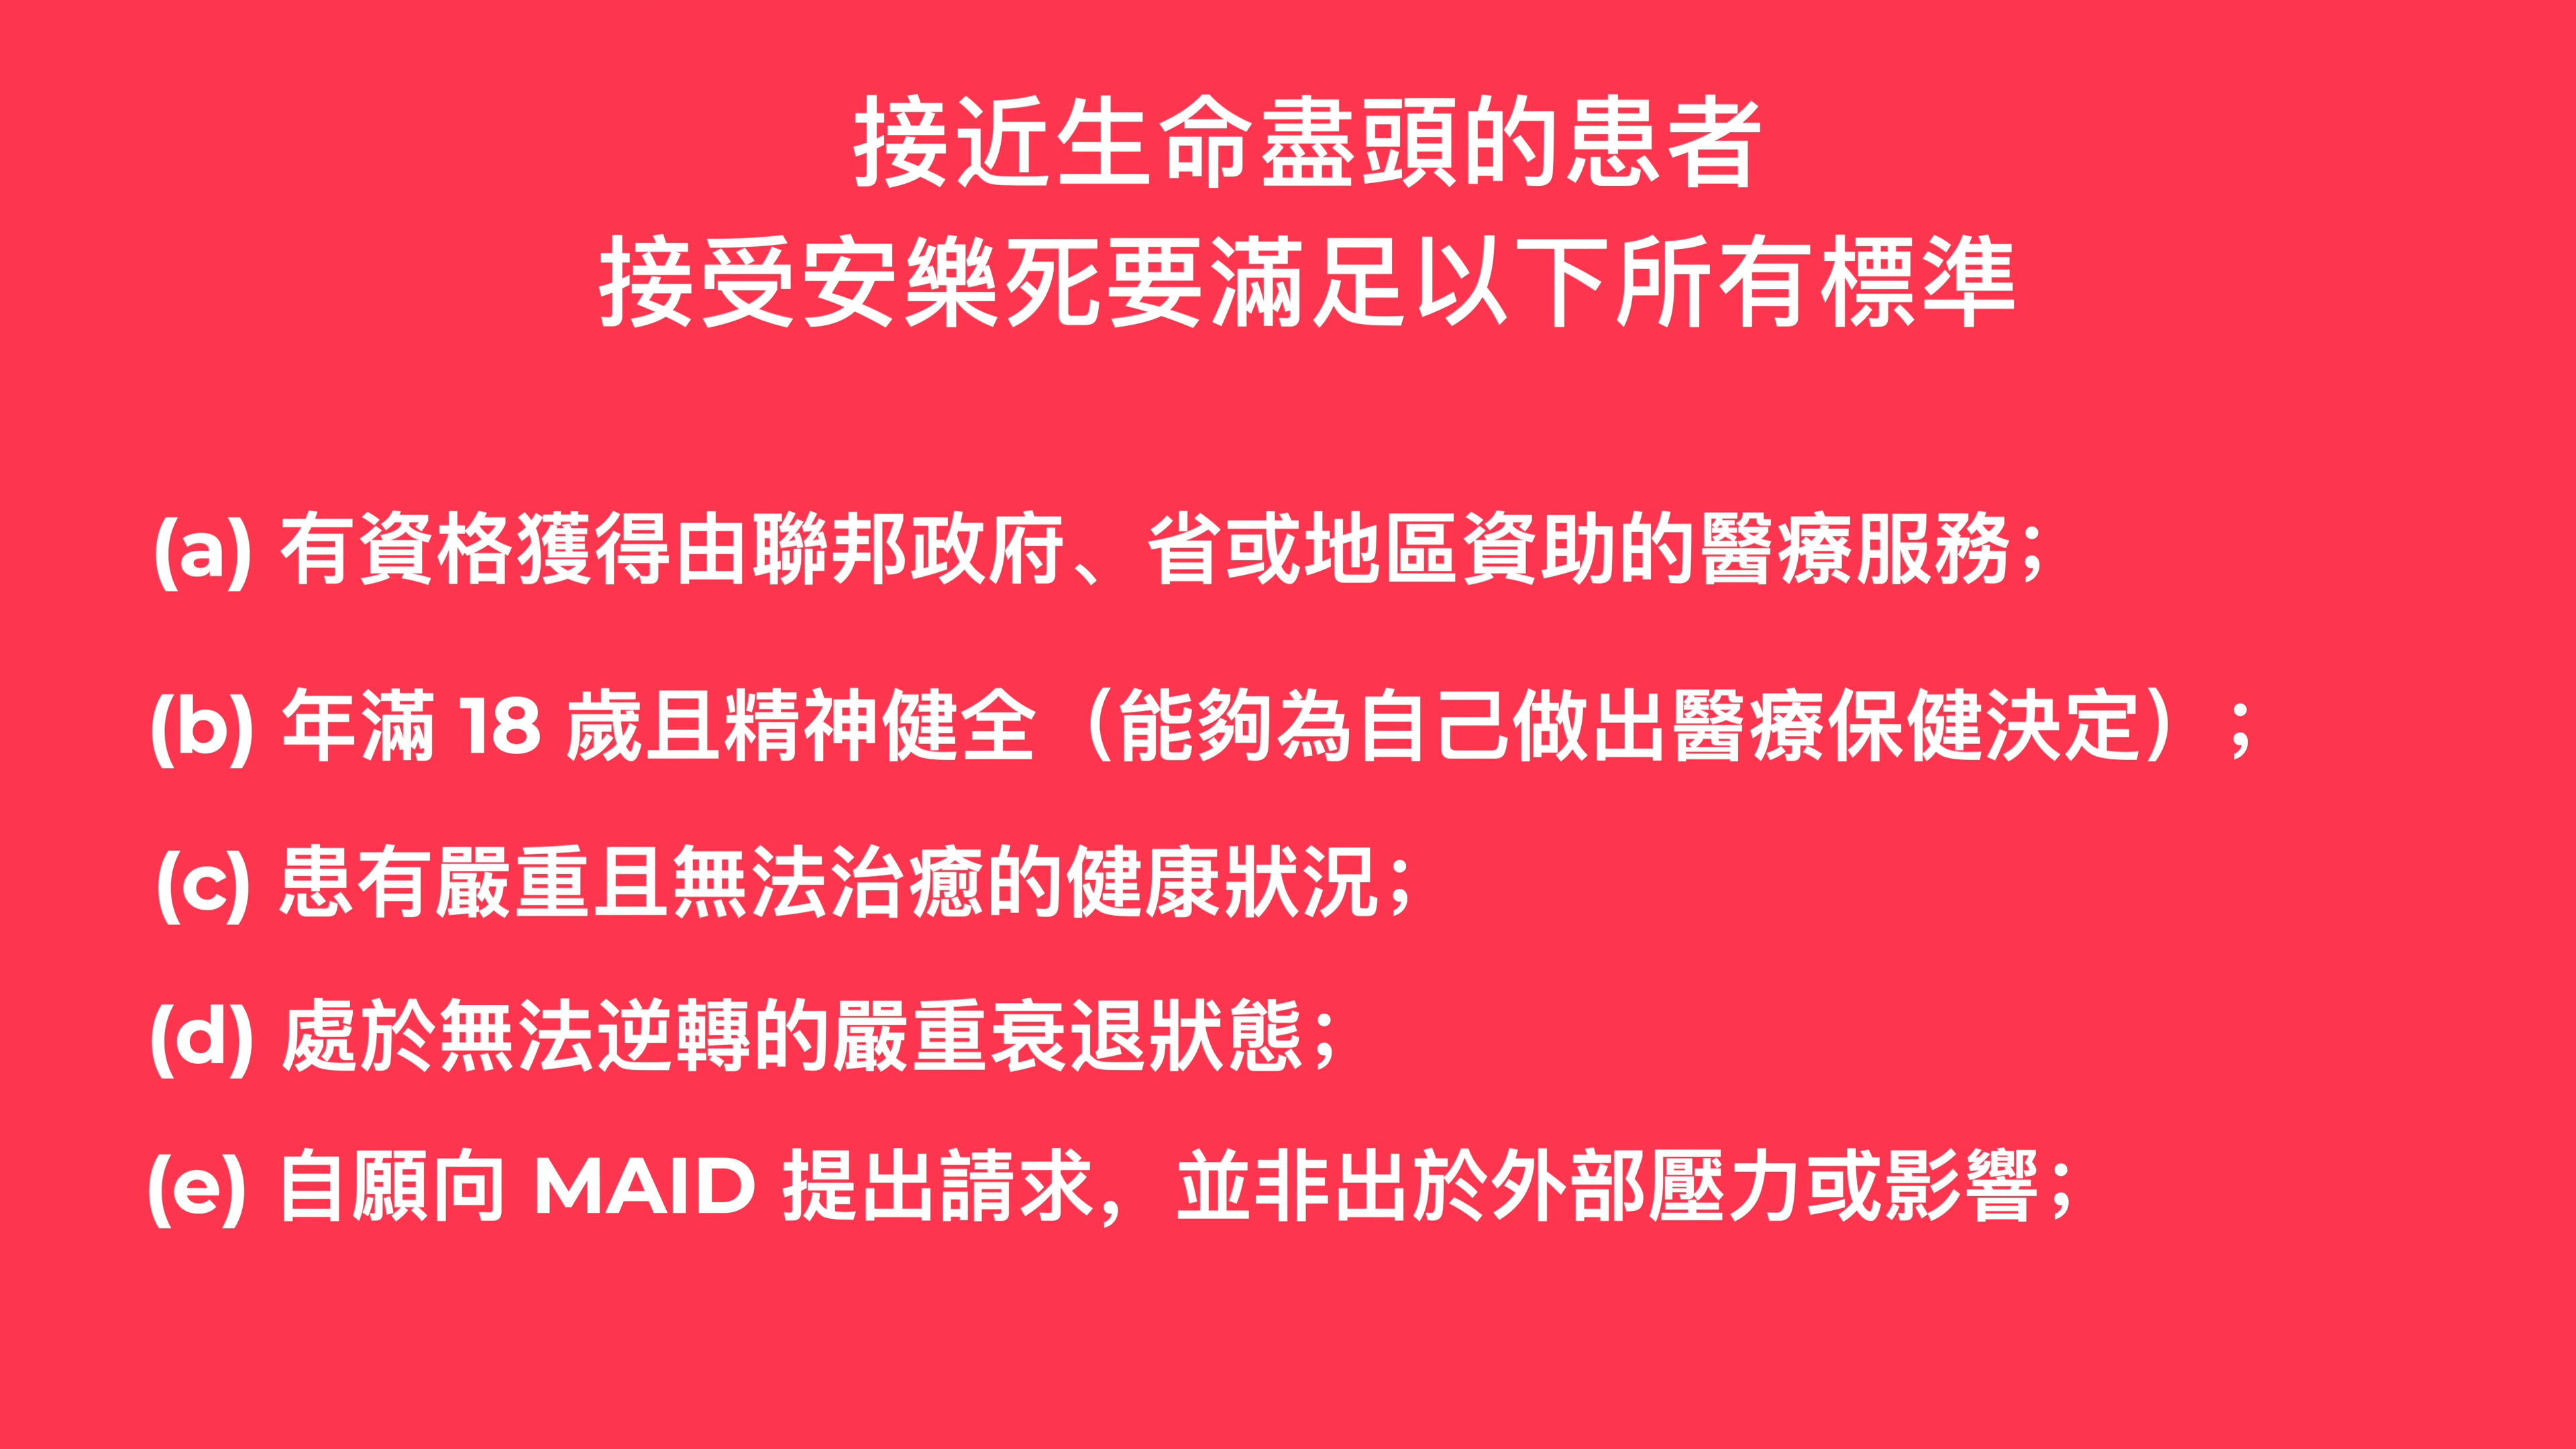 接近生命盡頭的患者
接受安樂死要滿足以下所有標準
(a) 有資格獲得由聯邦政府、省或地區資助的醫療服務；
(b) 年滿 18 歲且精神健全（能夠為自己做出醫療保健決定）；
(c) 患有嚴重且無法治癒的健康狀況；
(d) 處於無法逆轉的嚴重衰退狀態；
(e) 自願向 MAID 提出請求，並非出於外部壓力或影響；